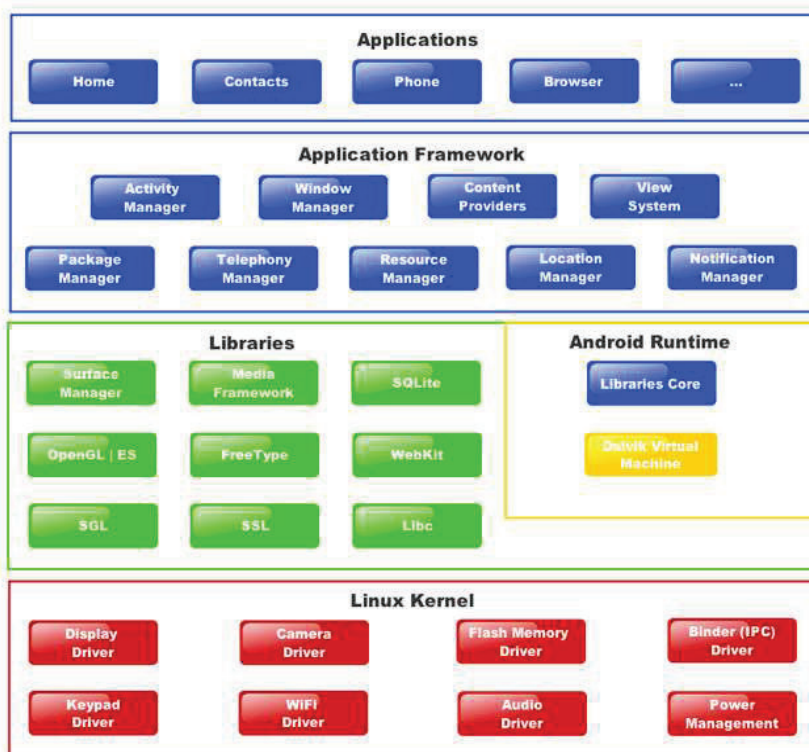 Applications
Home
Contacts
Phone
Browser
...
Application Framework
Activity
Manager
Window
Manager
Content
Providers
View
System
Package
Manager
Telephony
Manager
Resource
Manager
Location
Manager
Notification
Manager
Libraries
Surface
Manager
Media
Framework
SQLite
OpenGL | ES
FreeType
WebKit
SGL
SSL
Libc
Android Runtime
Libraries Core
Dalvik Virtual
Machine
Linux Kernel
Display
Driver
Camera
Driver
Flash Memory
Driver
Binder (IPC)
Driver
Keypad
Driver
WiFi
Driver
Audio
Driver
Power
Management